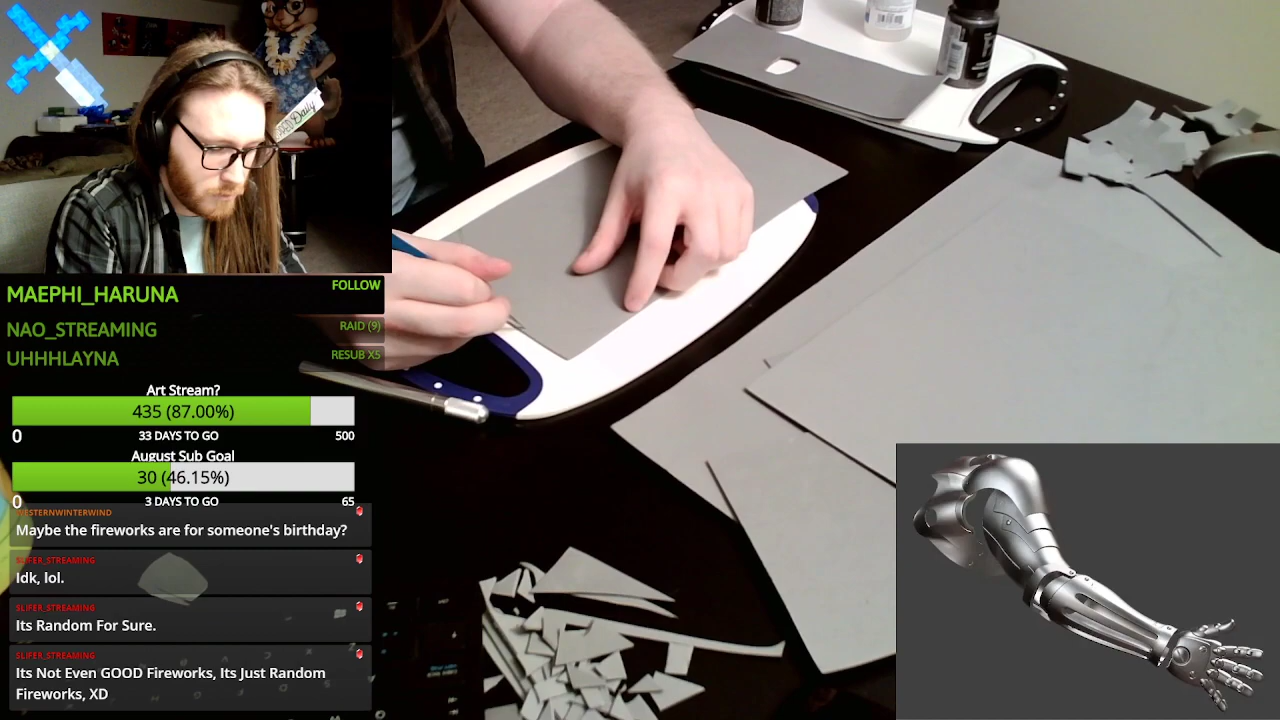 Daily
MAEPHI_HARUNA FOLLOW
NAO_STREAMING RAID (9)
UHHHLAYNA RESUB X5
Art Stream?
435 (87.00%)
0 33 DAYS TO GO 500
August Sub Goal
30 (46.15%)
0 3 DAYS TO GO 65
WESTERNWINTERWIND
Maybe the fireworks are for someone's birthday?
SLIFER_STREAMING
Idk, lol.
SLIFER_STREAMING
Its Random For Sure.
SLIFER_STREAMING
Its Not Even GOOD Fireworks, Its Just Random
Fireworks, XD